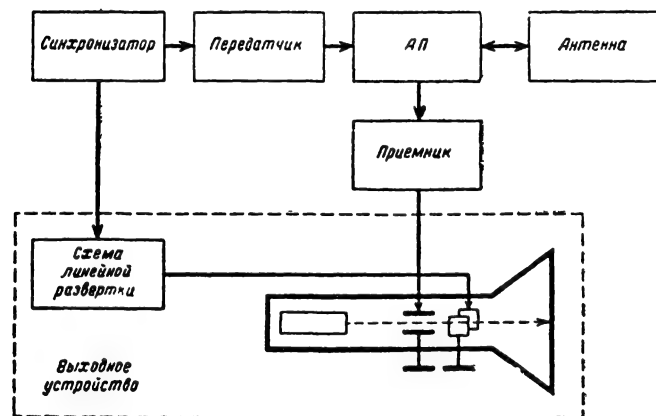 Синхронизатор
Передатчик
АП
Антенна
Приемник
Схема
линейной
развертки
Выходное
устройство